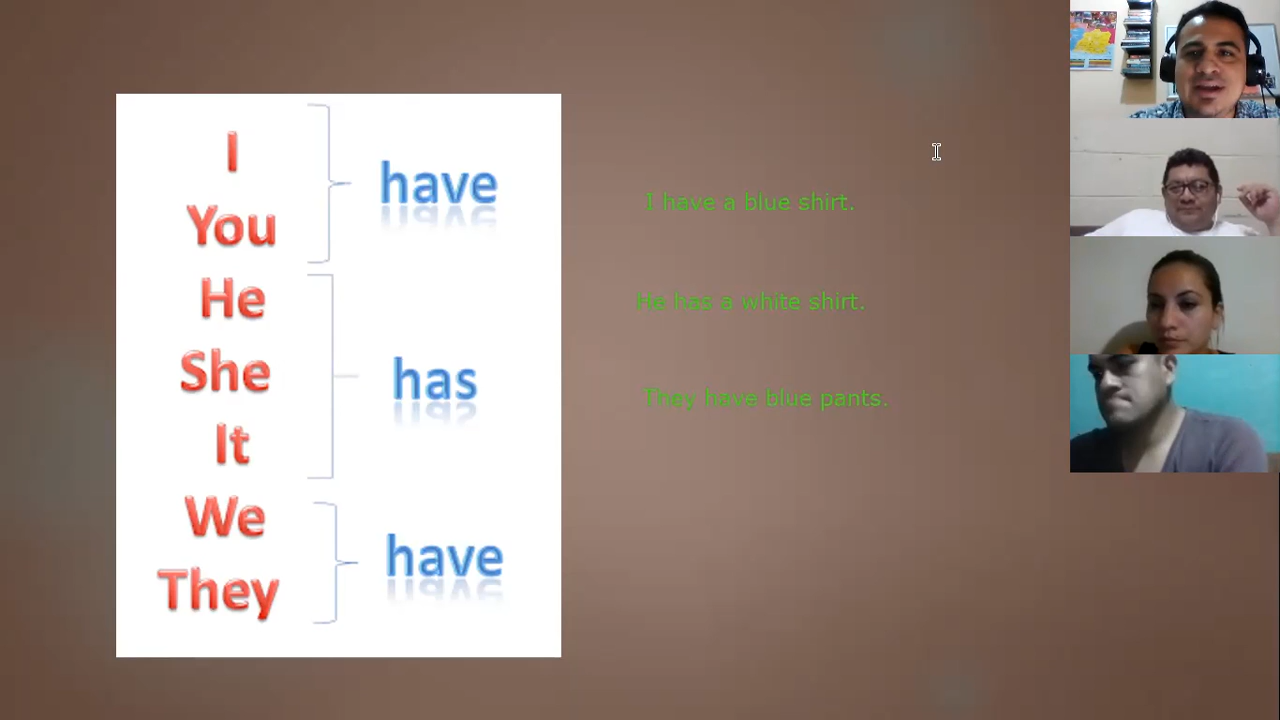 I
You
have
He
She
It
has
We
They
have
I have a blue shirt.
He has a white shirt.
They have blue pants.